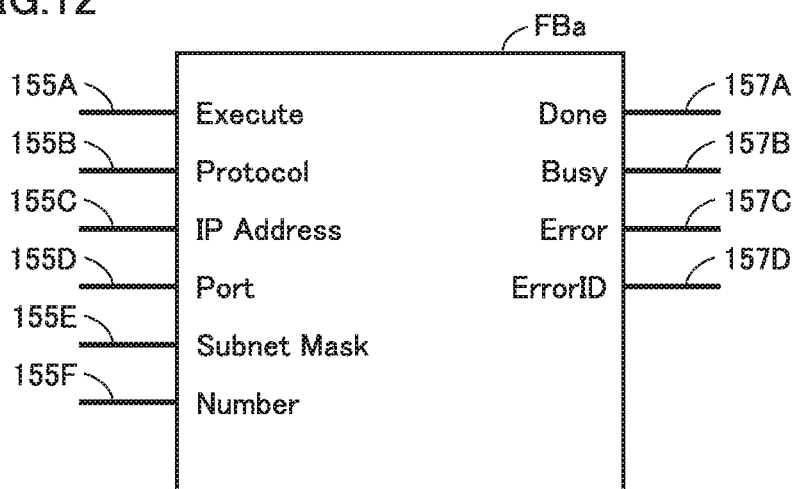 FIG.12
FBa
155A Execute Done 157A
155B Protocol Busy 157B
155C IP Address Error 157C
155D Port ErrorID 157D
155E Subnet Mask
155F Number